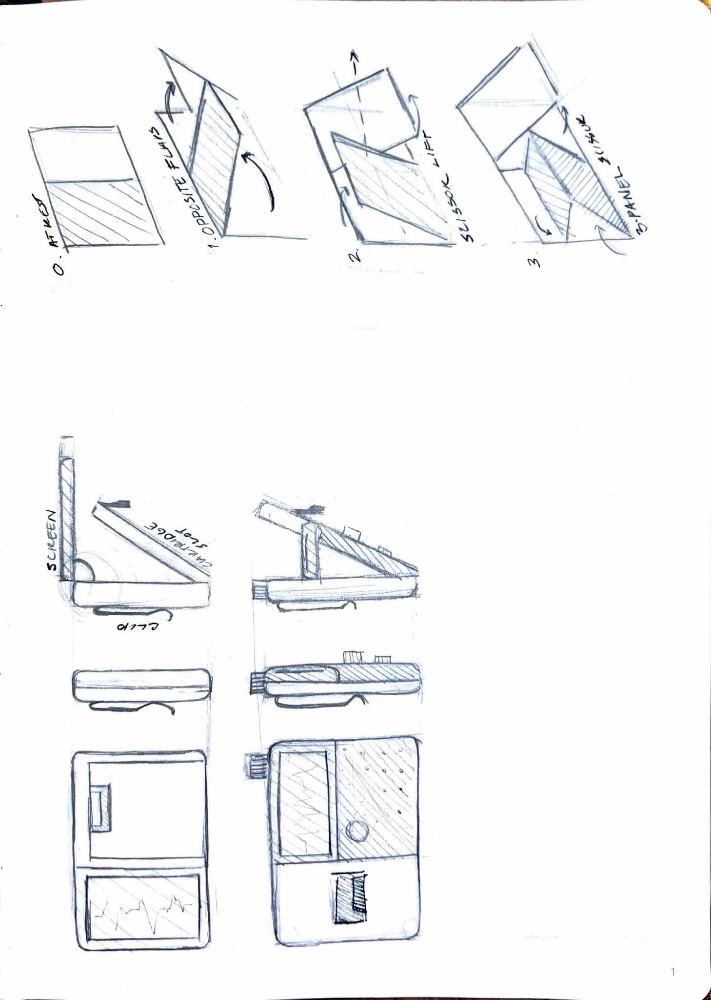 0. AT REST
1. OPPOSITE FLAPS
2. SCISSOR LIFT
3. 3-PANEL SCISSOR
SCREEN
CARTRIDGE
SLOT
CLIP
1